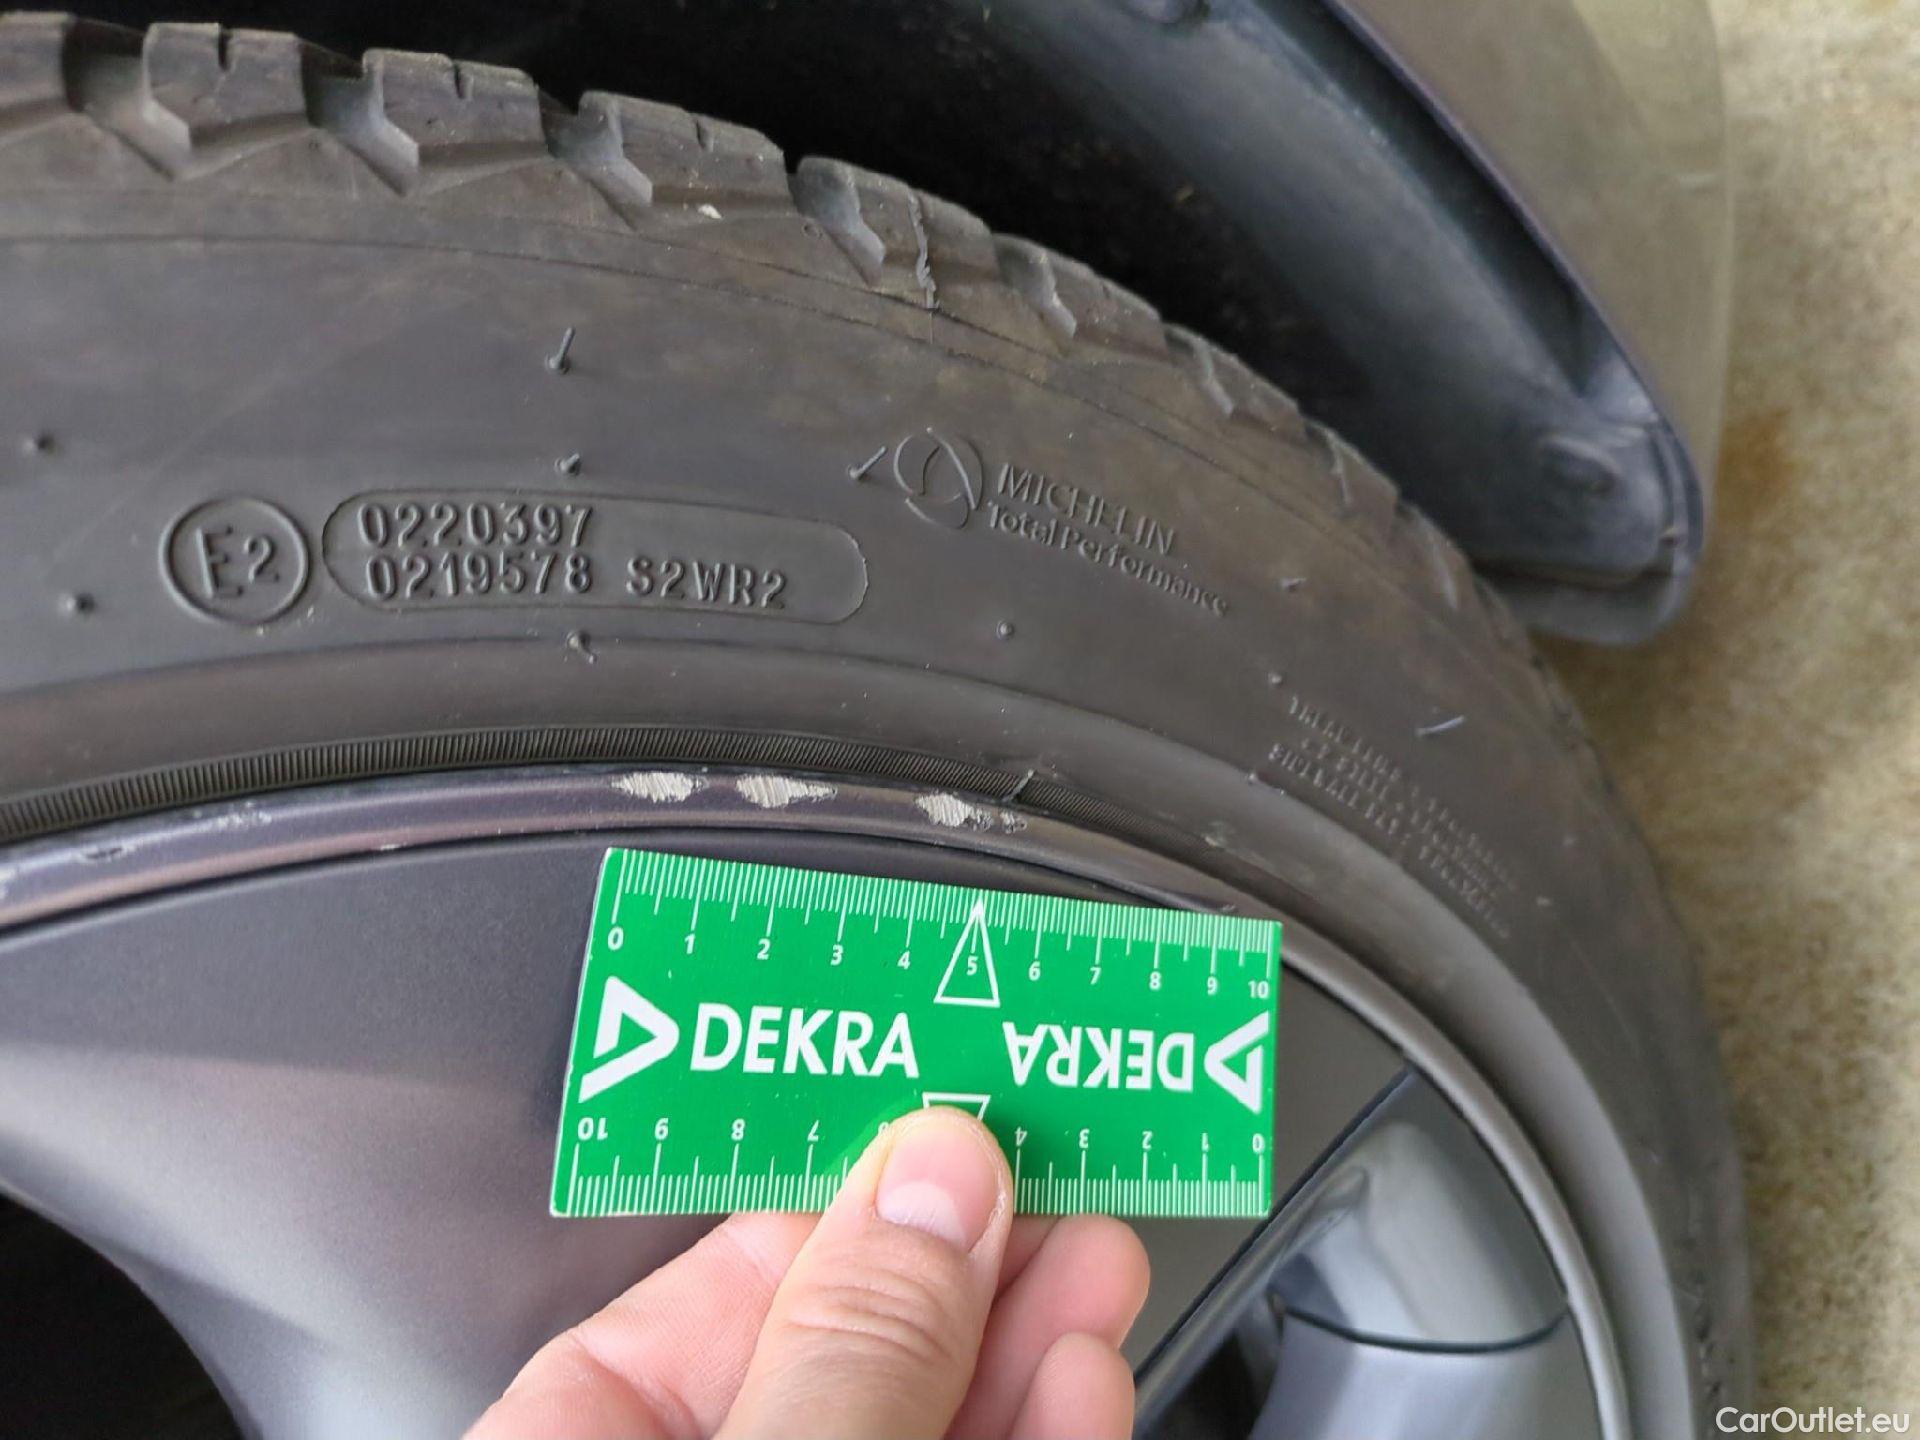 E2
0220397
0219578 S2WR2
MICHELIN
Total Performance
0 1 2 3 4 5 6 7 8 9 10
DEKRA
DEKRA
10 9 8 7 4 3 2 1 0
CarOutlet.eu